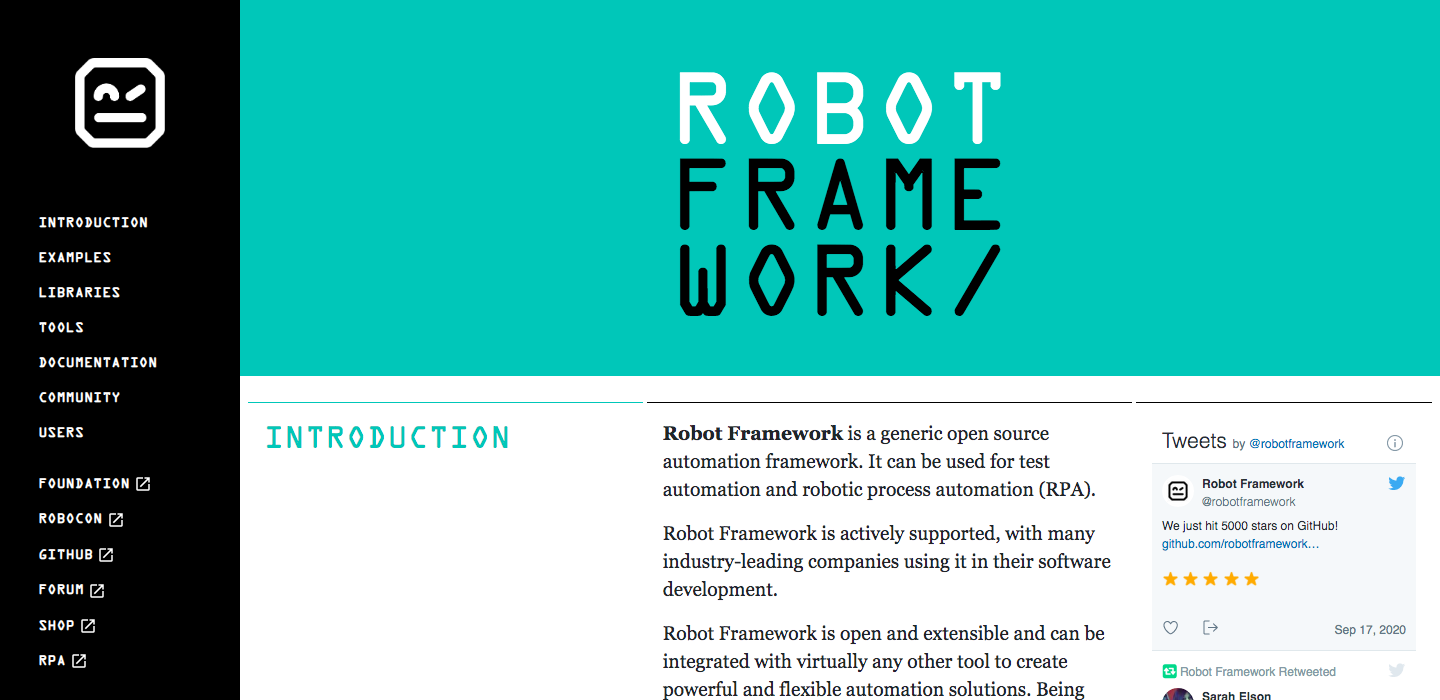 INTRODUCTION
EXAMPLES
LIBRARIES
TOOLS
DOCUMENTATION
COMMUNITY
USERS
FOUNDATION
ROBOCON
GITHUB
FORUM
SHOP
RPA
ROBOT
FRAME
WORK/
INTRODUCTION
Robot Framework is a generic open source
automation framework. It can be used for test
automation and robotic process automation (RPA).
Robot Framework is actively supported, with many
industry-leading companies using it in their software
development.
Robot Framework is open and extensible and can be
integrated with virtually any other tool to create
powerful and flexible automation solutions. Being
Tweets by @robotframework
Robot Framework
@robotframework
We just hit 5000 stars on GitHub!
github.com/robotframework…
Sep 17, 2020
Robot Framework Retweeted
Sarah Elson